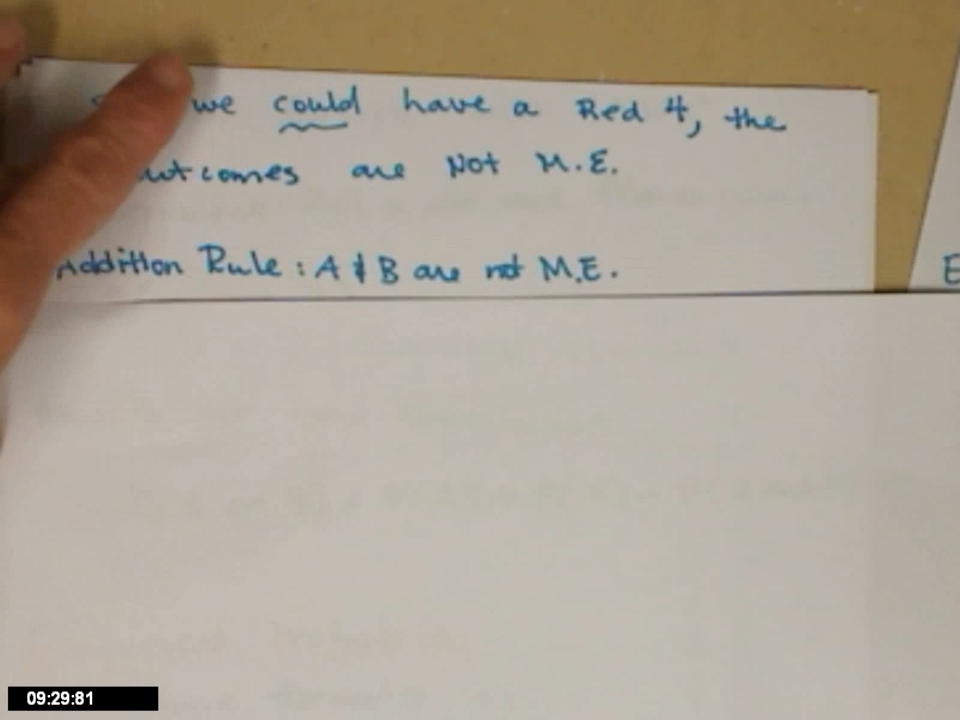 we could have a Red 4, the
outcomes are Not M.E.
Addition Rule: A & B are not M.E.
E
09:29:81